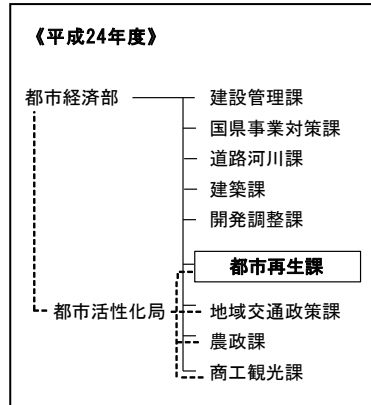 《平成24年度》
都市経済部
建設管理課
国県事業対策課
道路河川課
建築課
開発調整課
都市再生課
都市活性化局
地域交通政策課
農政課
商工観光課